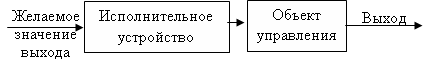 Желаемое
значение
выхода
Исполнительное
устройство
Объект
управления
Выход